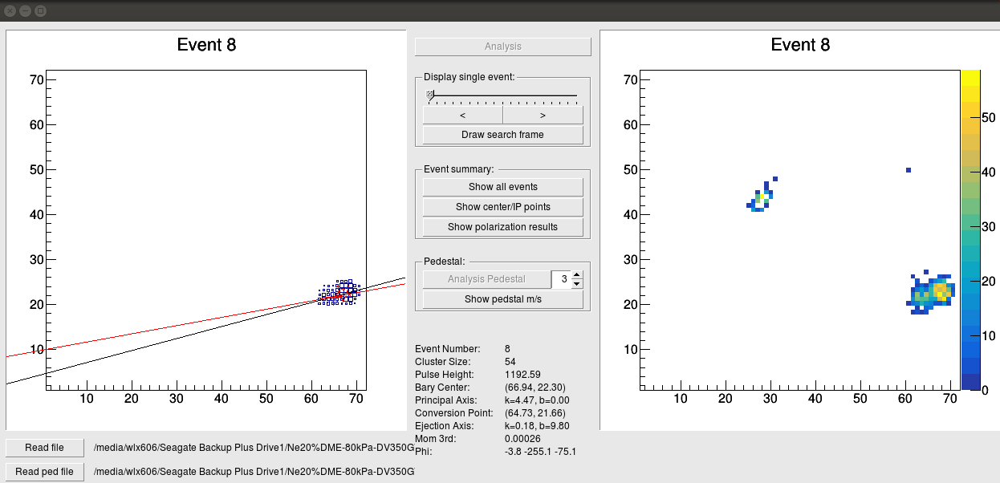 Event 8
70
60
50
40
30
20
10
10 20 30 40 50 60 70
Analysis
Display single event:
< >
Draw search frame
Event summary:
Show all events
Show center/IP points
Show polarization results
Pedestal:
Analysis Pedestal 3
Show pedstal m/s
Event Number: 8
Cluster Size: 54
Pulse Height: 1192.59
Bary Center: (66.94, 22.30)
Principal Axis: k=4.47, b=0.00
Conversion Point: (64.73, 21.66)
Ejection Axis: k=0.18, b=9.80
Mom 3rd: 0.00026
Phi: -3.8 -255.1 -75.1
Event 8
70
60
50
40
30
20
10
10 20 30 40 50 60 70
50
40
30
20
10
0
Read file /media/wlx606/Seagate Backup Plus Drive1/Ne20%DME-80kPa-DV350G
Read ped file /media/wlx606/Seagate Backup Plus Drive1/Ne20%DME-80kPa-DV350G